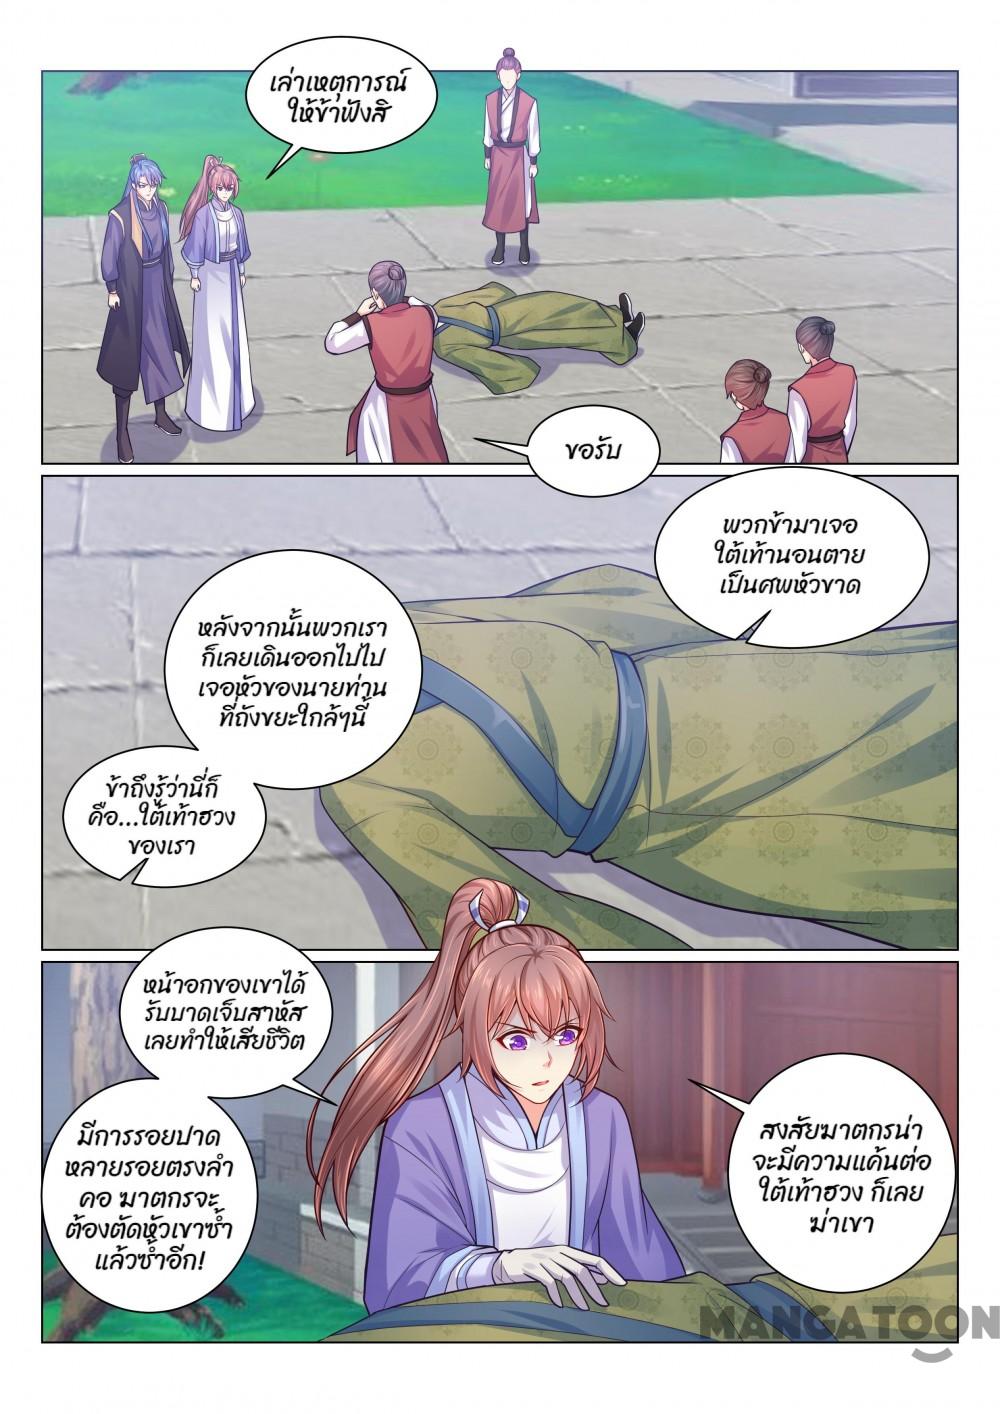 เล่าเหตุการณ์
ให้ข้าฟังสิ
ขอรับ
พวกข้ามาเจอ
ใต้เท้านอนตาย
เป็นศพหัวขาด
หลังจากนั้นพวกเรา
ก็เลยเดินออกไปไป
เจอหัวของนายท่าน
ที่ถังขยะใกล้ๆนี้
ข้าถึงรู้ว่านี่ก็
คือ...ใต้เท้าฮวง
ของเรา
หน้าอกของเขาได้
รับบาดเจ็บสาหัส
เลยทำให้เสียชีวิต
มีการรอยปาด
หลายรอยตรงลำ
คอ ฆาตกรจะ
ต้องตัดหัวเขาซ้ำ
แล้วซ้ำอีก!
สงสัยฆาตกรน่า
จะมีความแค้นต่อ
ใต้เท้าฮวง ก็เลย
ฆ่าเขา
MANGATOON